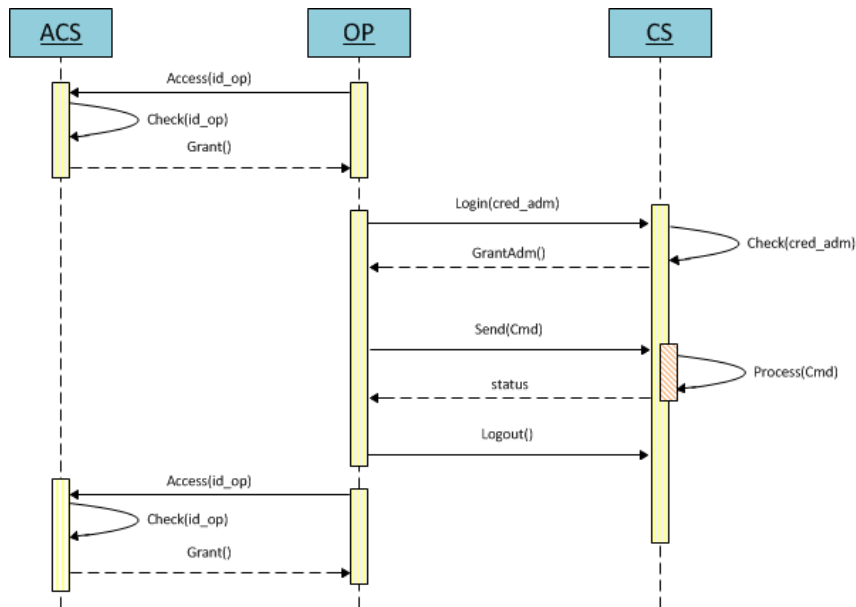 ACS
OP
CS
Access(id_op)
Check(id_op)
Grant()
Login(cred_adm)
Check(cred_adm)
GrantAdm()
Send(Cmd)
Process(Cmd)
status
Logout()
Access(id_op)
Check(id_op)
Grant()